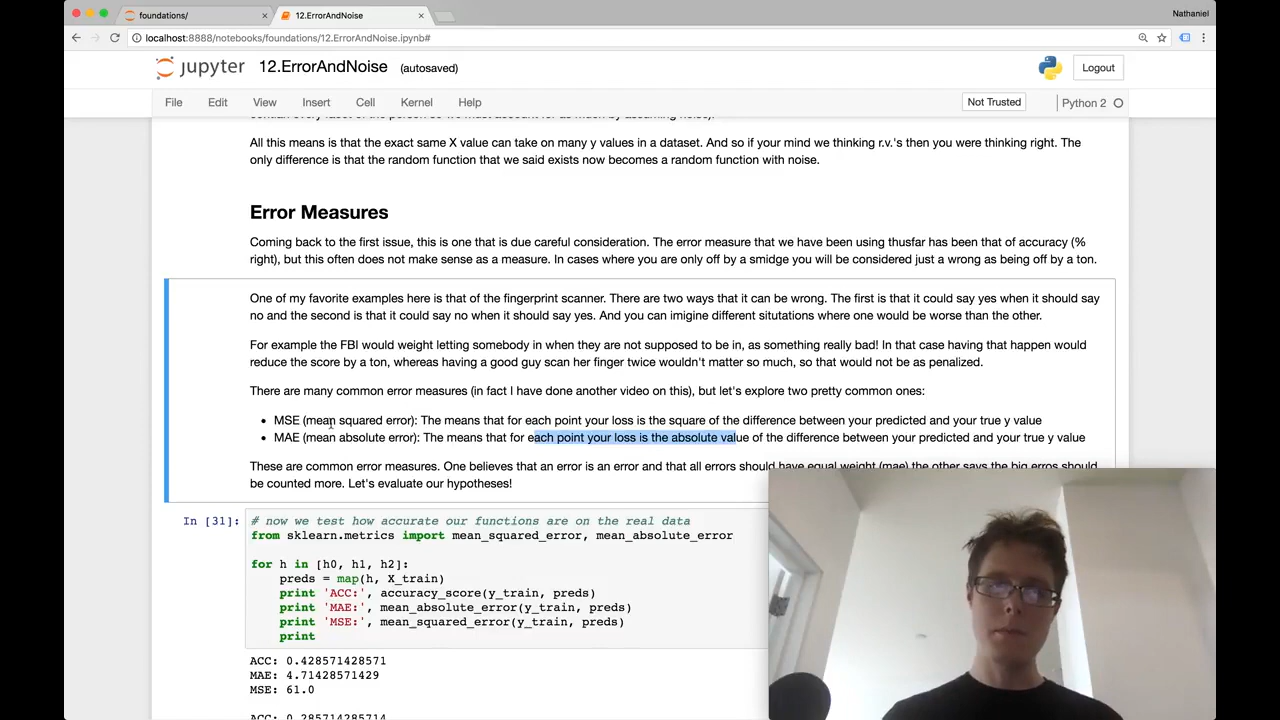 foundations/
12.ErrorAndNoise
Nathaniel
localhost:8888/notebooks/foundations/12.ErrorAndNoise.ipynb#
jupyter 12.ErrorAndNoise (autosaved)
Logout
File Edit View Insert Cell Kernel Help
Not Trusted
Python 2
All this means is that the exact same X value can take on many y values in a dataset. And so if your mind we thinking r.v.'s then you were thinking right. The
only difference is that the random function that we said exists now becomes a random function with noise.
Error Measures
Coming back to the first issue, this is one that is due careful consideration. The error measure that we have been using thusfar has been that of accuracy (%
right), but this often does not make sense as a measure. In cases where you are only off by a smidge you will be considered just a wrong as being off by a ton.
One of my favorite examples here is that of the fingerprint scanner. There are two ways that it can be wrong. The first is that it could say yes when it should say
no and the second is that it could say no when it should say yes. And you can imigine different situtations where one would be worse than the other.
For example the FBI would weight letting somebody in when they are not supposed to be in, as something really bad! In that case having that happen would
reduce the score by a ton, whereas having a good guy scan her finger twice wouldn't matter so much, so that would not be as penalized.
There are many common error measures (in fact I have done another video on this), but let's explore two pretty common ones:
• MSE (mean squared error): The means that for each point your loss is the square of the difference between your predicted and your true y value
• MAE (mean absolute error): The means that for each point your loss is the absolute value of the difference between your predicted and your true y value
These are common error measures. One believes that an error is an error and that all errors should have equal weight (mae) the other says the big erros should
be counted more. Let's evaluate our hypotheses!
In [31]:
# now we test how accurate our functions are on the real data
from sklearn.metrics import mean_squared_error, mean_absolute_error
for h in [h0, h1, h2]:
preds = map(h, X_train)
print 'ACC:', accuracy_score(y_train, preds)
print 'MAE:', mean_absolute_error(y_train, preds)
print 'MSE:', mean_squared_error(y_train, preds)
print
ACC: 0.428571428571
MAE: 4.71428571429
MSE: 61.0
ACC: 0.285714285714